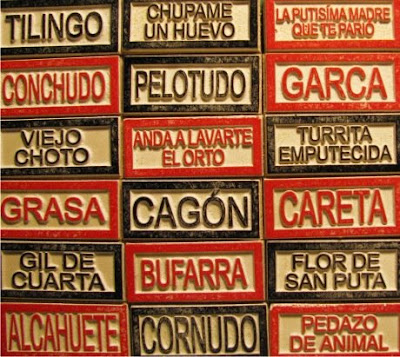 TILINGO
CHUPAME
UN HUEVO
LA PUTISÍMA MADRE
QUE TE PARIÓ
CONCHUDO
PELOTUDO
GARCA
VIEJO
CHOTO
ANDA A LAVARTE
EL ORTO
TURRITA
EMPUTECIDA
GRASA
CAGÓN
CARETA
GIL DE
CUARTA
BUFARRA
FLOR DE
SAN PUTA
ALCAHUETE
CORNUDO
PEDAZO
DE ANIMAL